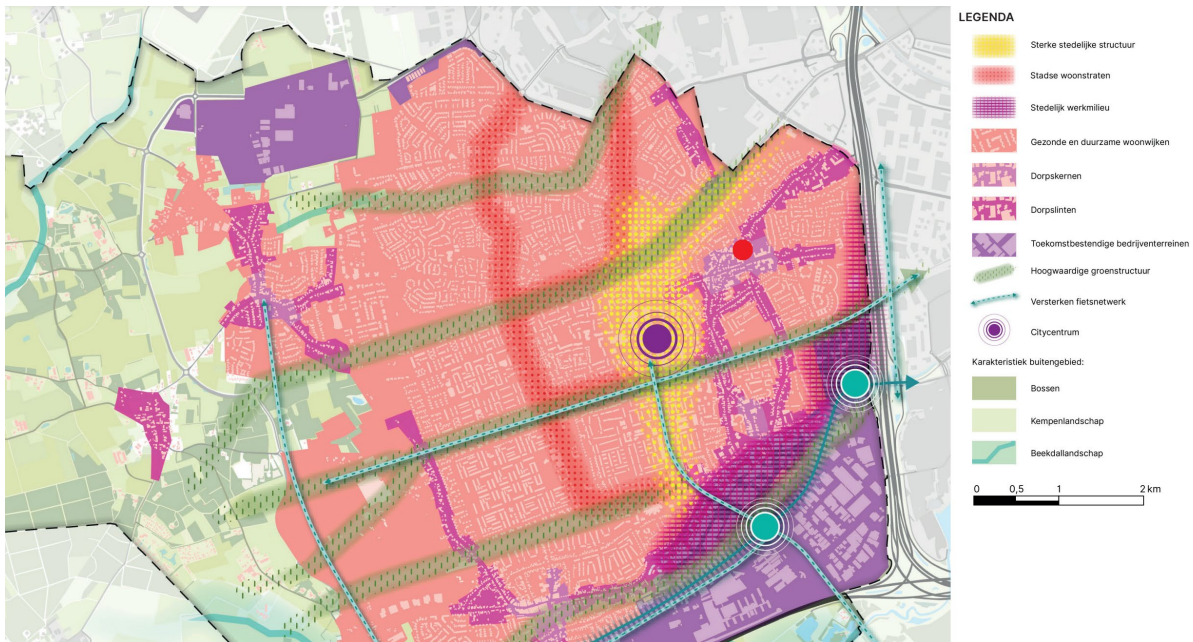 LEGENDA
Sterke stedelijke structuur
Stadse woonstraten
Stedelijk werkmilieu
Gezonde en duurzame woonwijken
Dorpskernen
Dorpslinten
Toekomstbestendige bedrijventerreinen
Hoogwaardige groenstructuur
Versterken fietsnetwerk
Citycentrum
Karakteristiek buitengebied:
Bossen
Kempenlandschap
Beekdallandschap
0 0,5 1 2 km